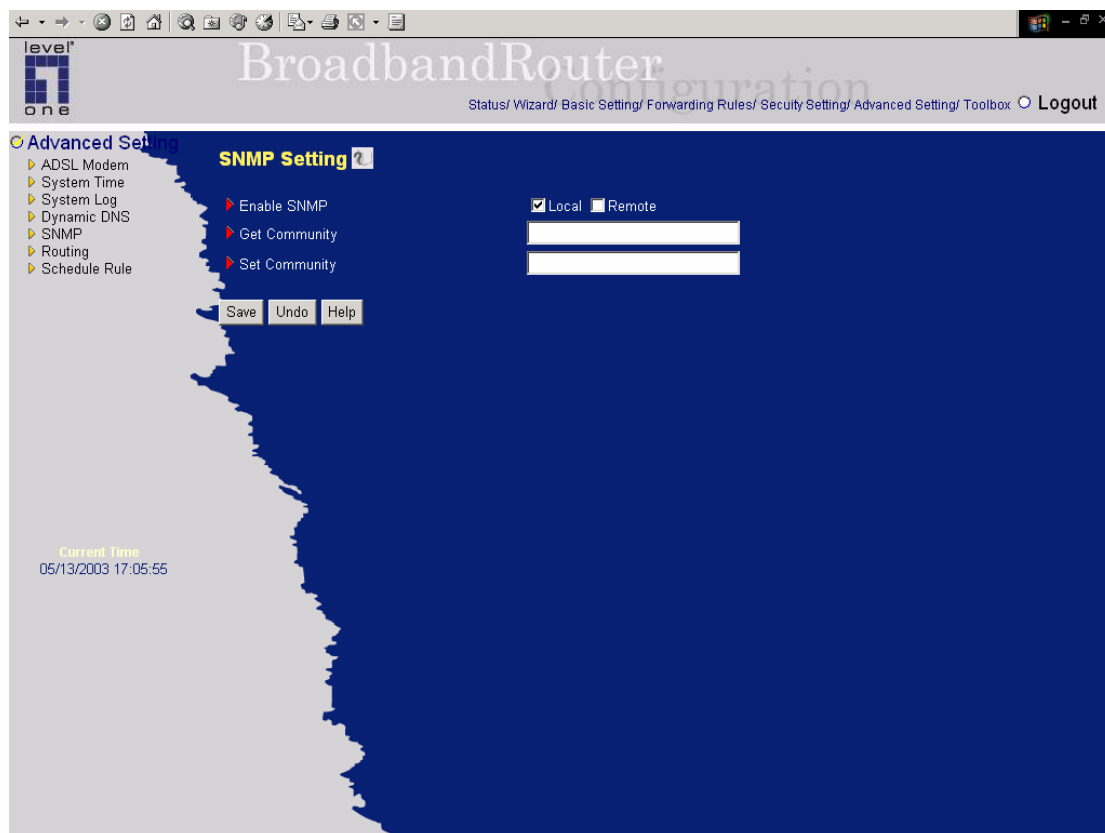 level
one
BroadbandRouter
Configuration
Status/ Wizard/ Basic Setting/ Forwarding Rules/ Secuity Setting/ Advanced Setting/ Toolbox Logout
Advanced Setting
ADSL Modem
System Time
System Log
Dynamic DNS
SNMP
Routing
Schedule Rule
SNMP Setting
Enable SNMP Local Remote
Get Community
Set Community
Save Undo Help
Current Time
05/13/2003 17:05:55